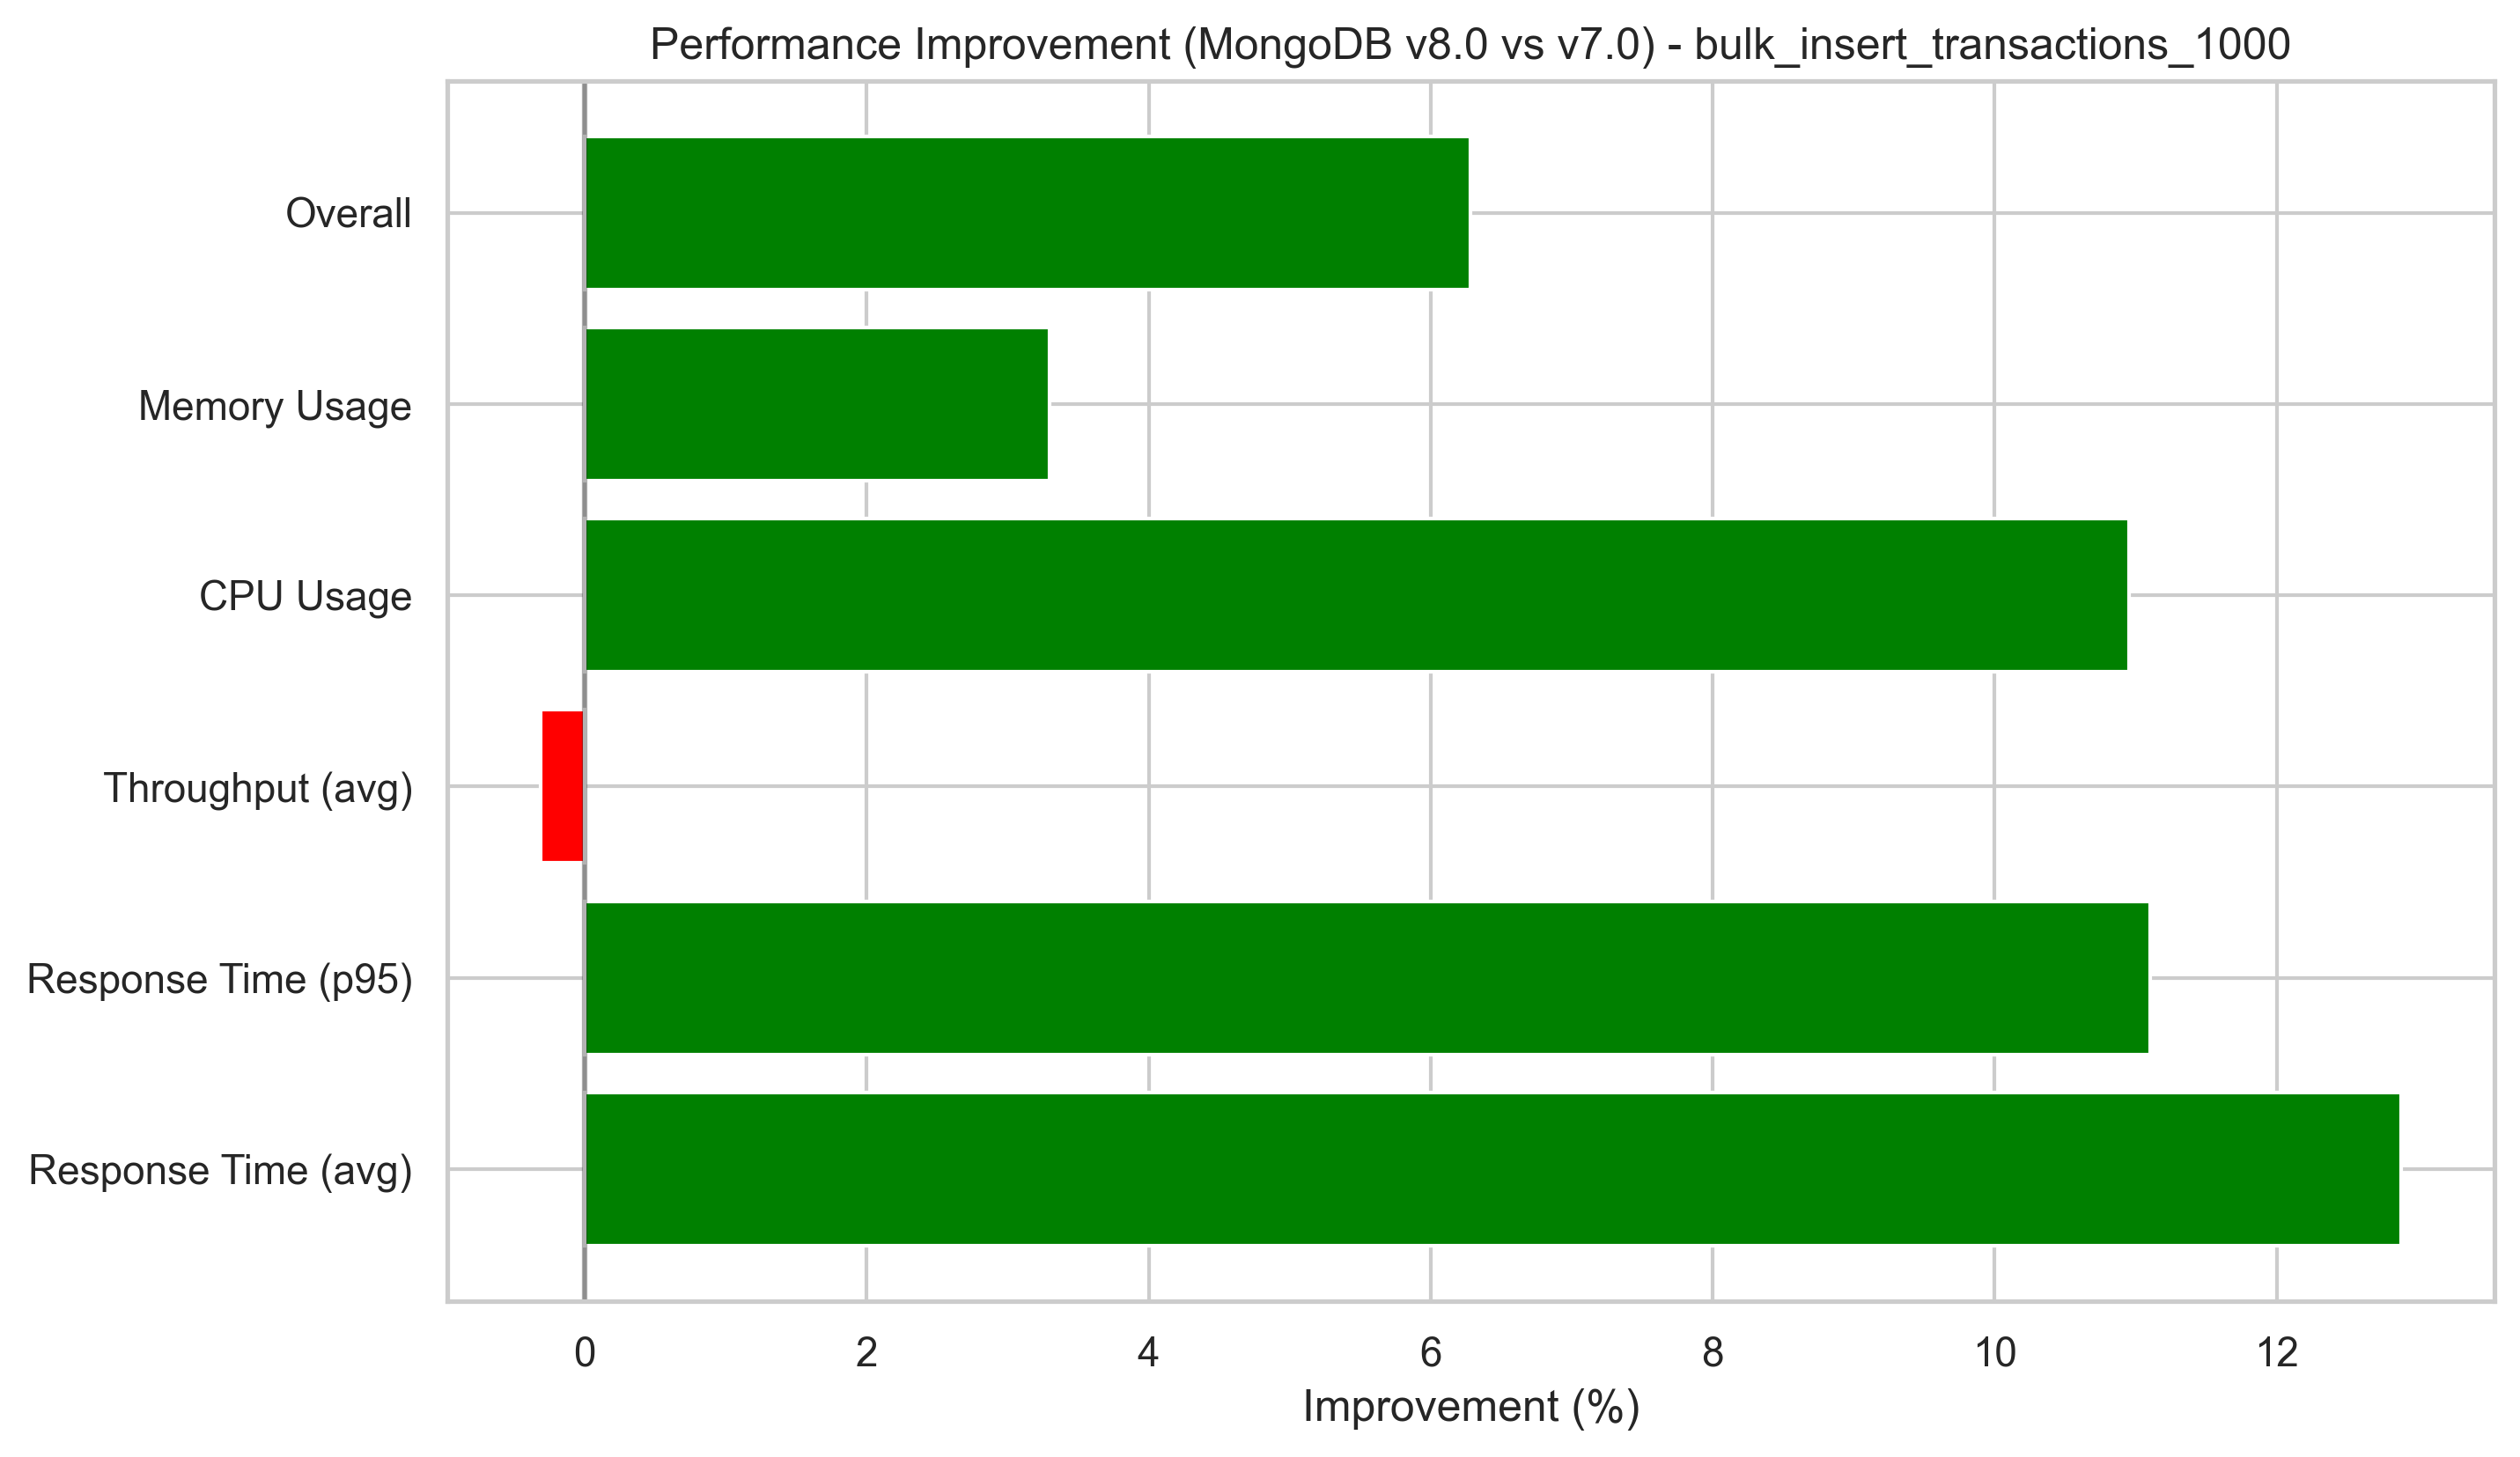 Performance Improvement (MongoDB v8.0 vs v7.0) - bulk_insert_transactions_1000
Overall
Memory Usage
CPU Usage
Throughput (avg)
Response Time (p95)
Response Time (avg)
0 2 4 6 8 10 12
Improvement (%)